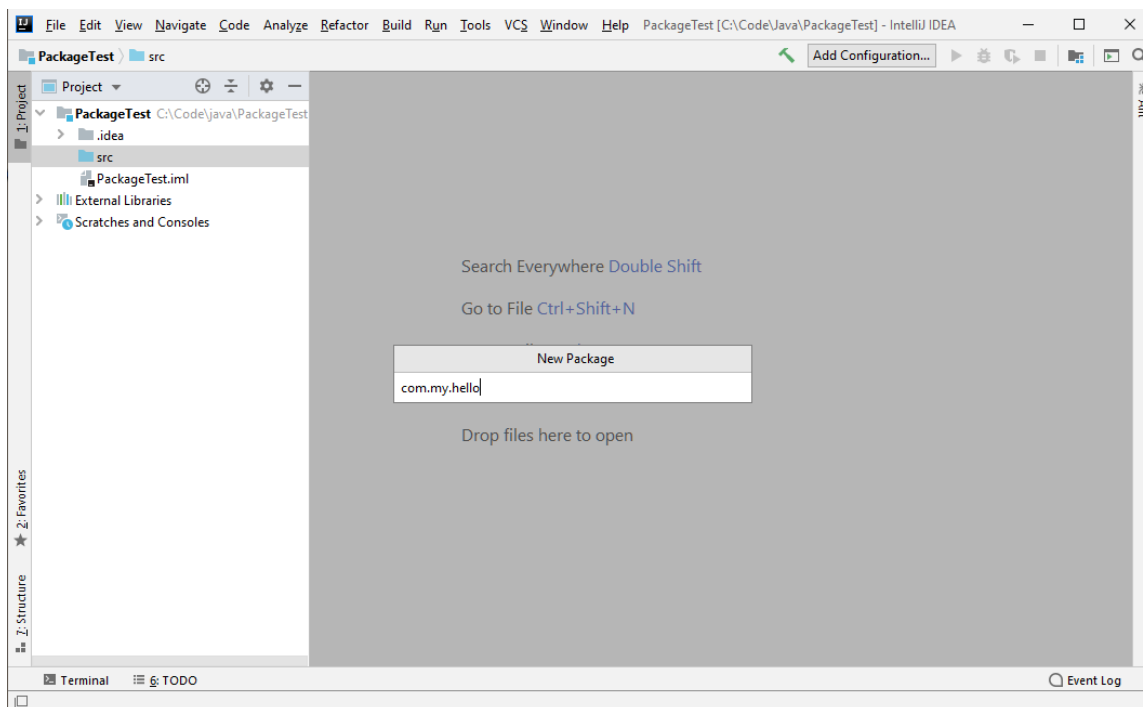 IJ File Edit View Navigate Code Analyze Refactor Build Run Tools VCS Window Help PackageTest [C:\Code\Java\PackageTest] - IntelliJ IDEA
PackageTest src Add Configuration...
1: Project
Project
PackageTest C:\Code\java\PackageTest
.idea
src
PackageTest.iml
External Libraries
Scratches and Consoles
Search Everywhere Double Shift
Go to File Ctrl+Shift+N
New Package
com.my.hello
Drop files here to open
2: Favorites
7: Structure
Terminal 6: TODO Event Log